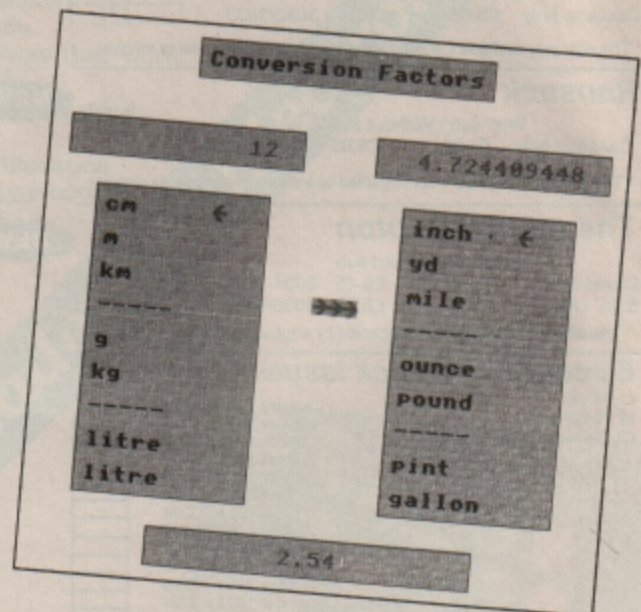 Conversion Factors
12
4.724409448
cm ←
m
km
-----
g
kg
-----
litre
litre
>>>
inch ←
yd
mile
-----
ounce
pound
-----
pint
gallon
2.54